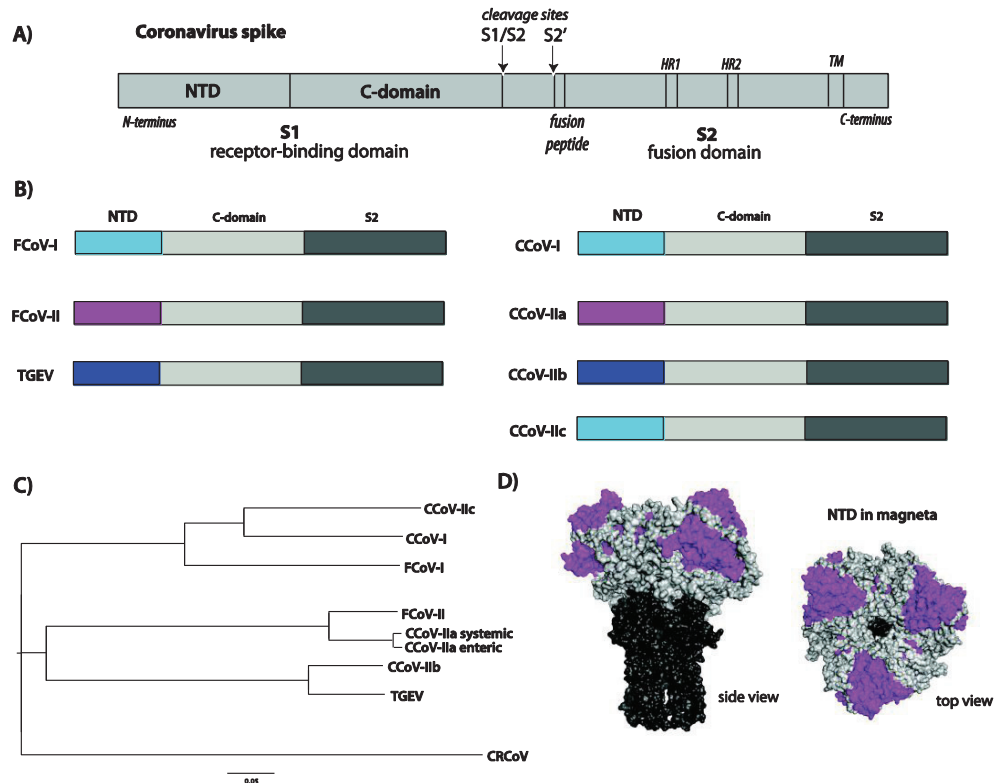 A)
Coronavirus spike
cleavage sites
S1/S2 S2'
HR1 HR2 TM
NTD C-domain
N-terminus fusion peptide C-terminus
S1 S2
receptor-binding domain fusion domain
B)
NTD C-domain S2
FCoV-I
FCoV-II
TGEV
NTD C-domain S2
CCoV-I
CCoV-IIa
CCoV-IIb
CCoV-IIc
C)
CCoV-IIc
CCoV-I
FCoV-I
FCoV-II
CCoV-IIa systemic
CCoV-IIa enteric
CCoV-IIb
TGEV
CRCoV
0.05
D)
NTD in magneta
side view
top view